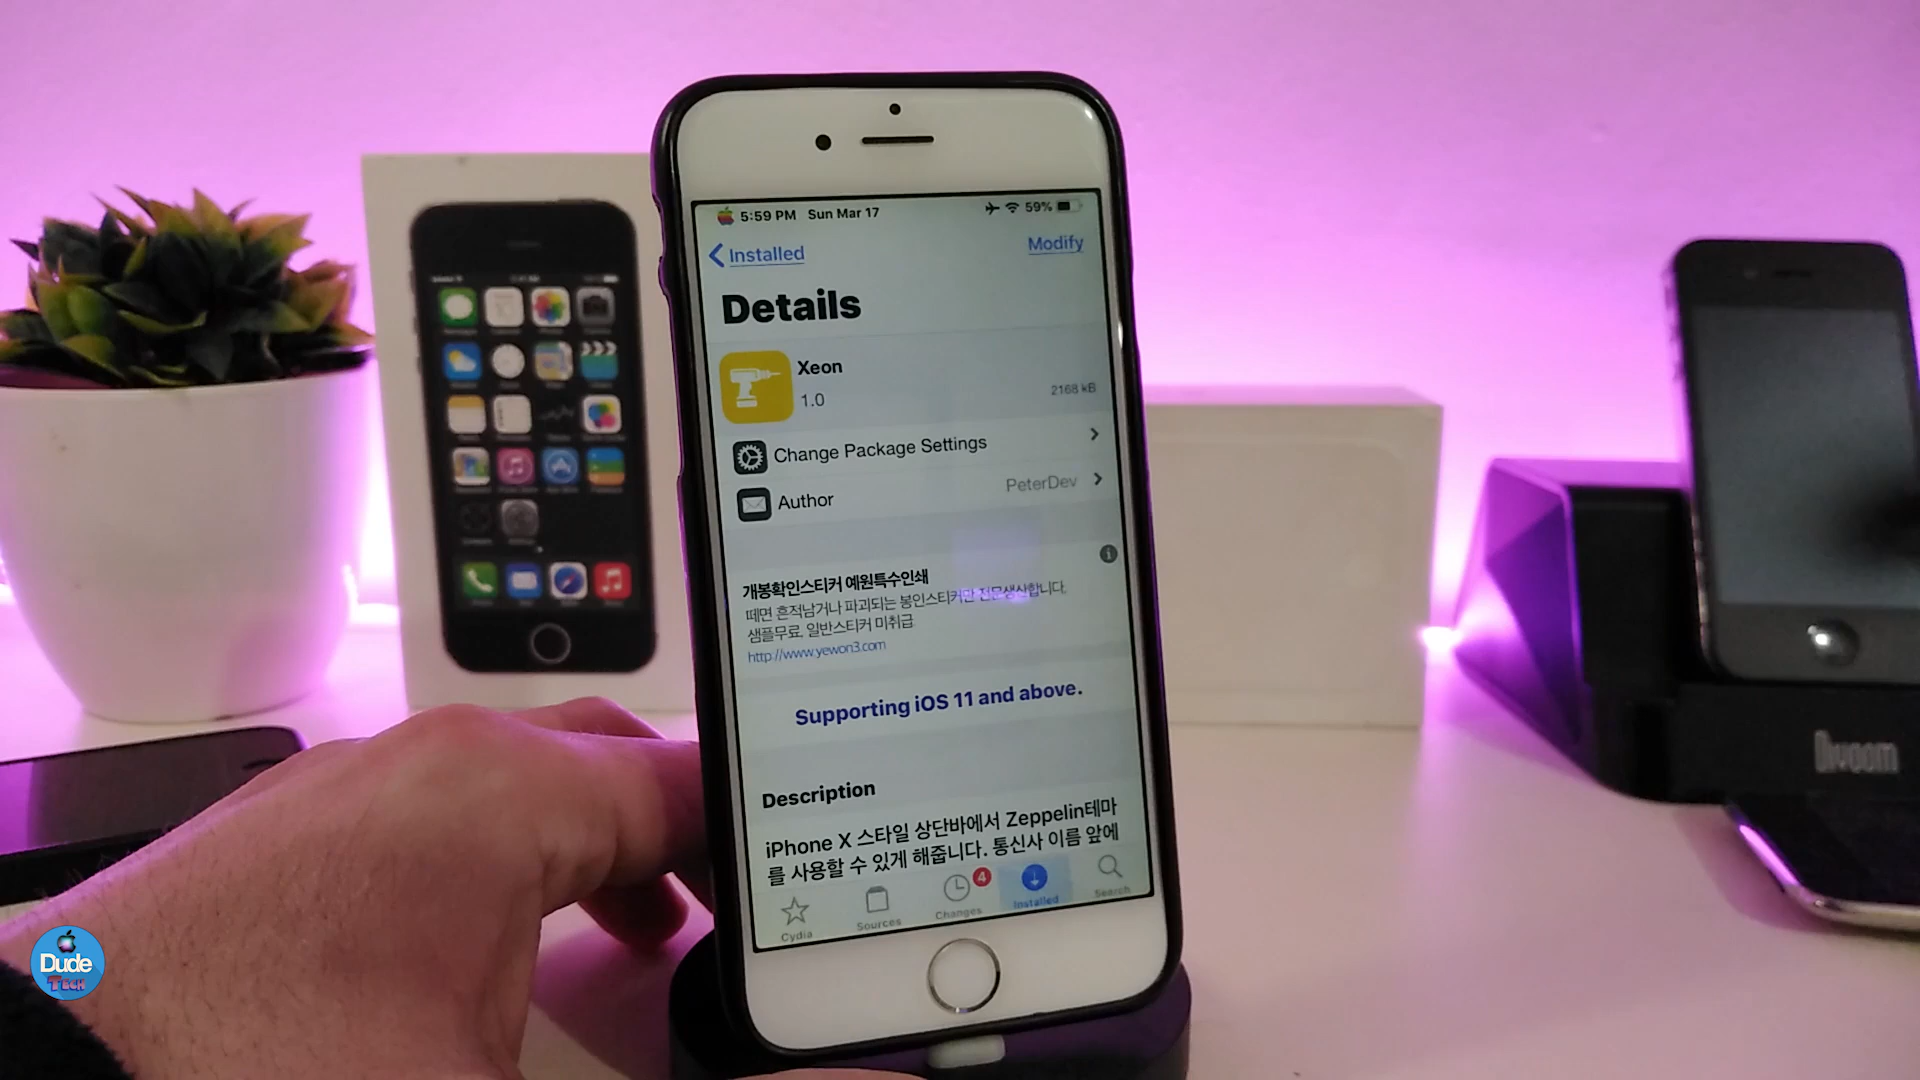 5:59 PM Sun Mar 17 59%
Installed Modify
Details
Xeon
1.0 2168 kB
Change Package Settings
Author PeterDev
개봉확인스티커 예원특수인쇄
떼면 흔적남거나 파괴되는 봉인스티커만 전문생산합니다.
샘플무료, 일반스티커 미취급
http://www.yewon3.com
Supporting iOS 11 and above.
Description
iPhone X 스타일 상단바에서 Zeppelin테마
를 사용할 수 있게 해줍니다. 통신사 이름 앞에
Cydia Sources Changes 4 Installed Search
Divoom
Dude
Tech